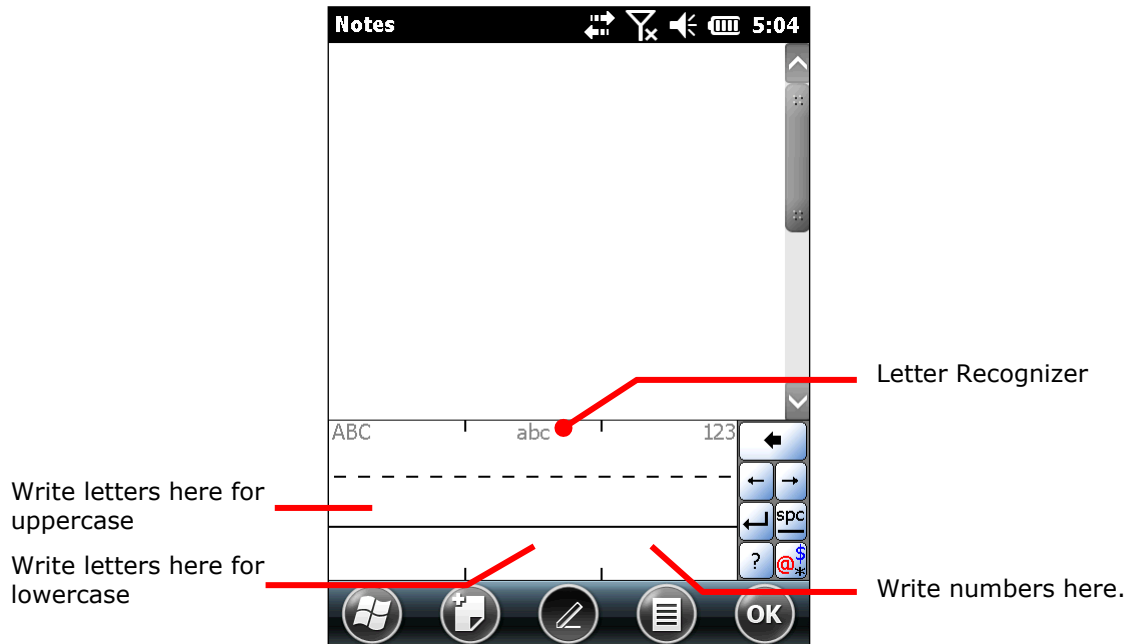 Notes 5:04
Letter Recognizer
ABC abc 123
Write letters here for
uppercase
spc
Write letters here for
lowercase
? @$*
Write numbers here.
OK